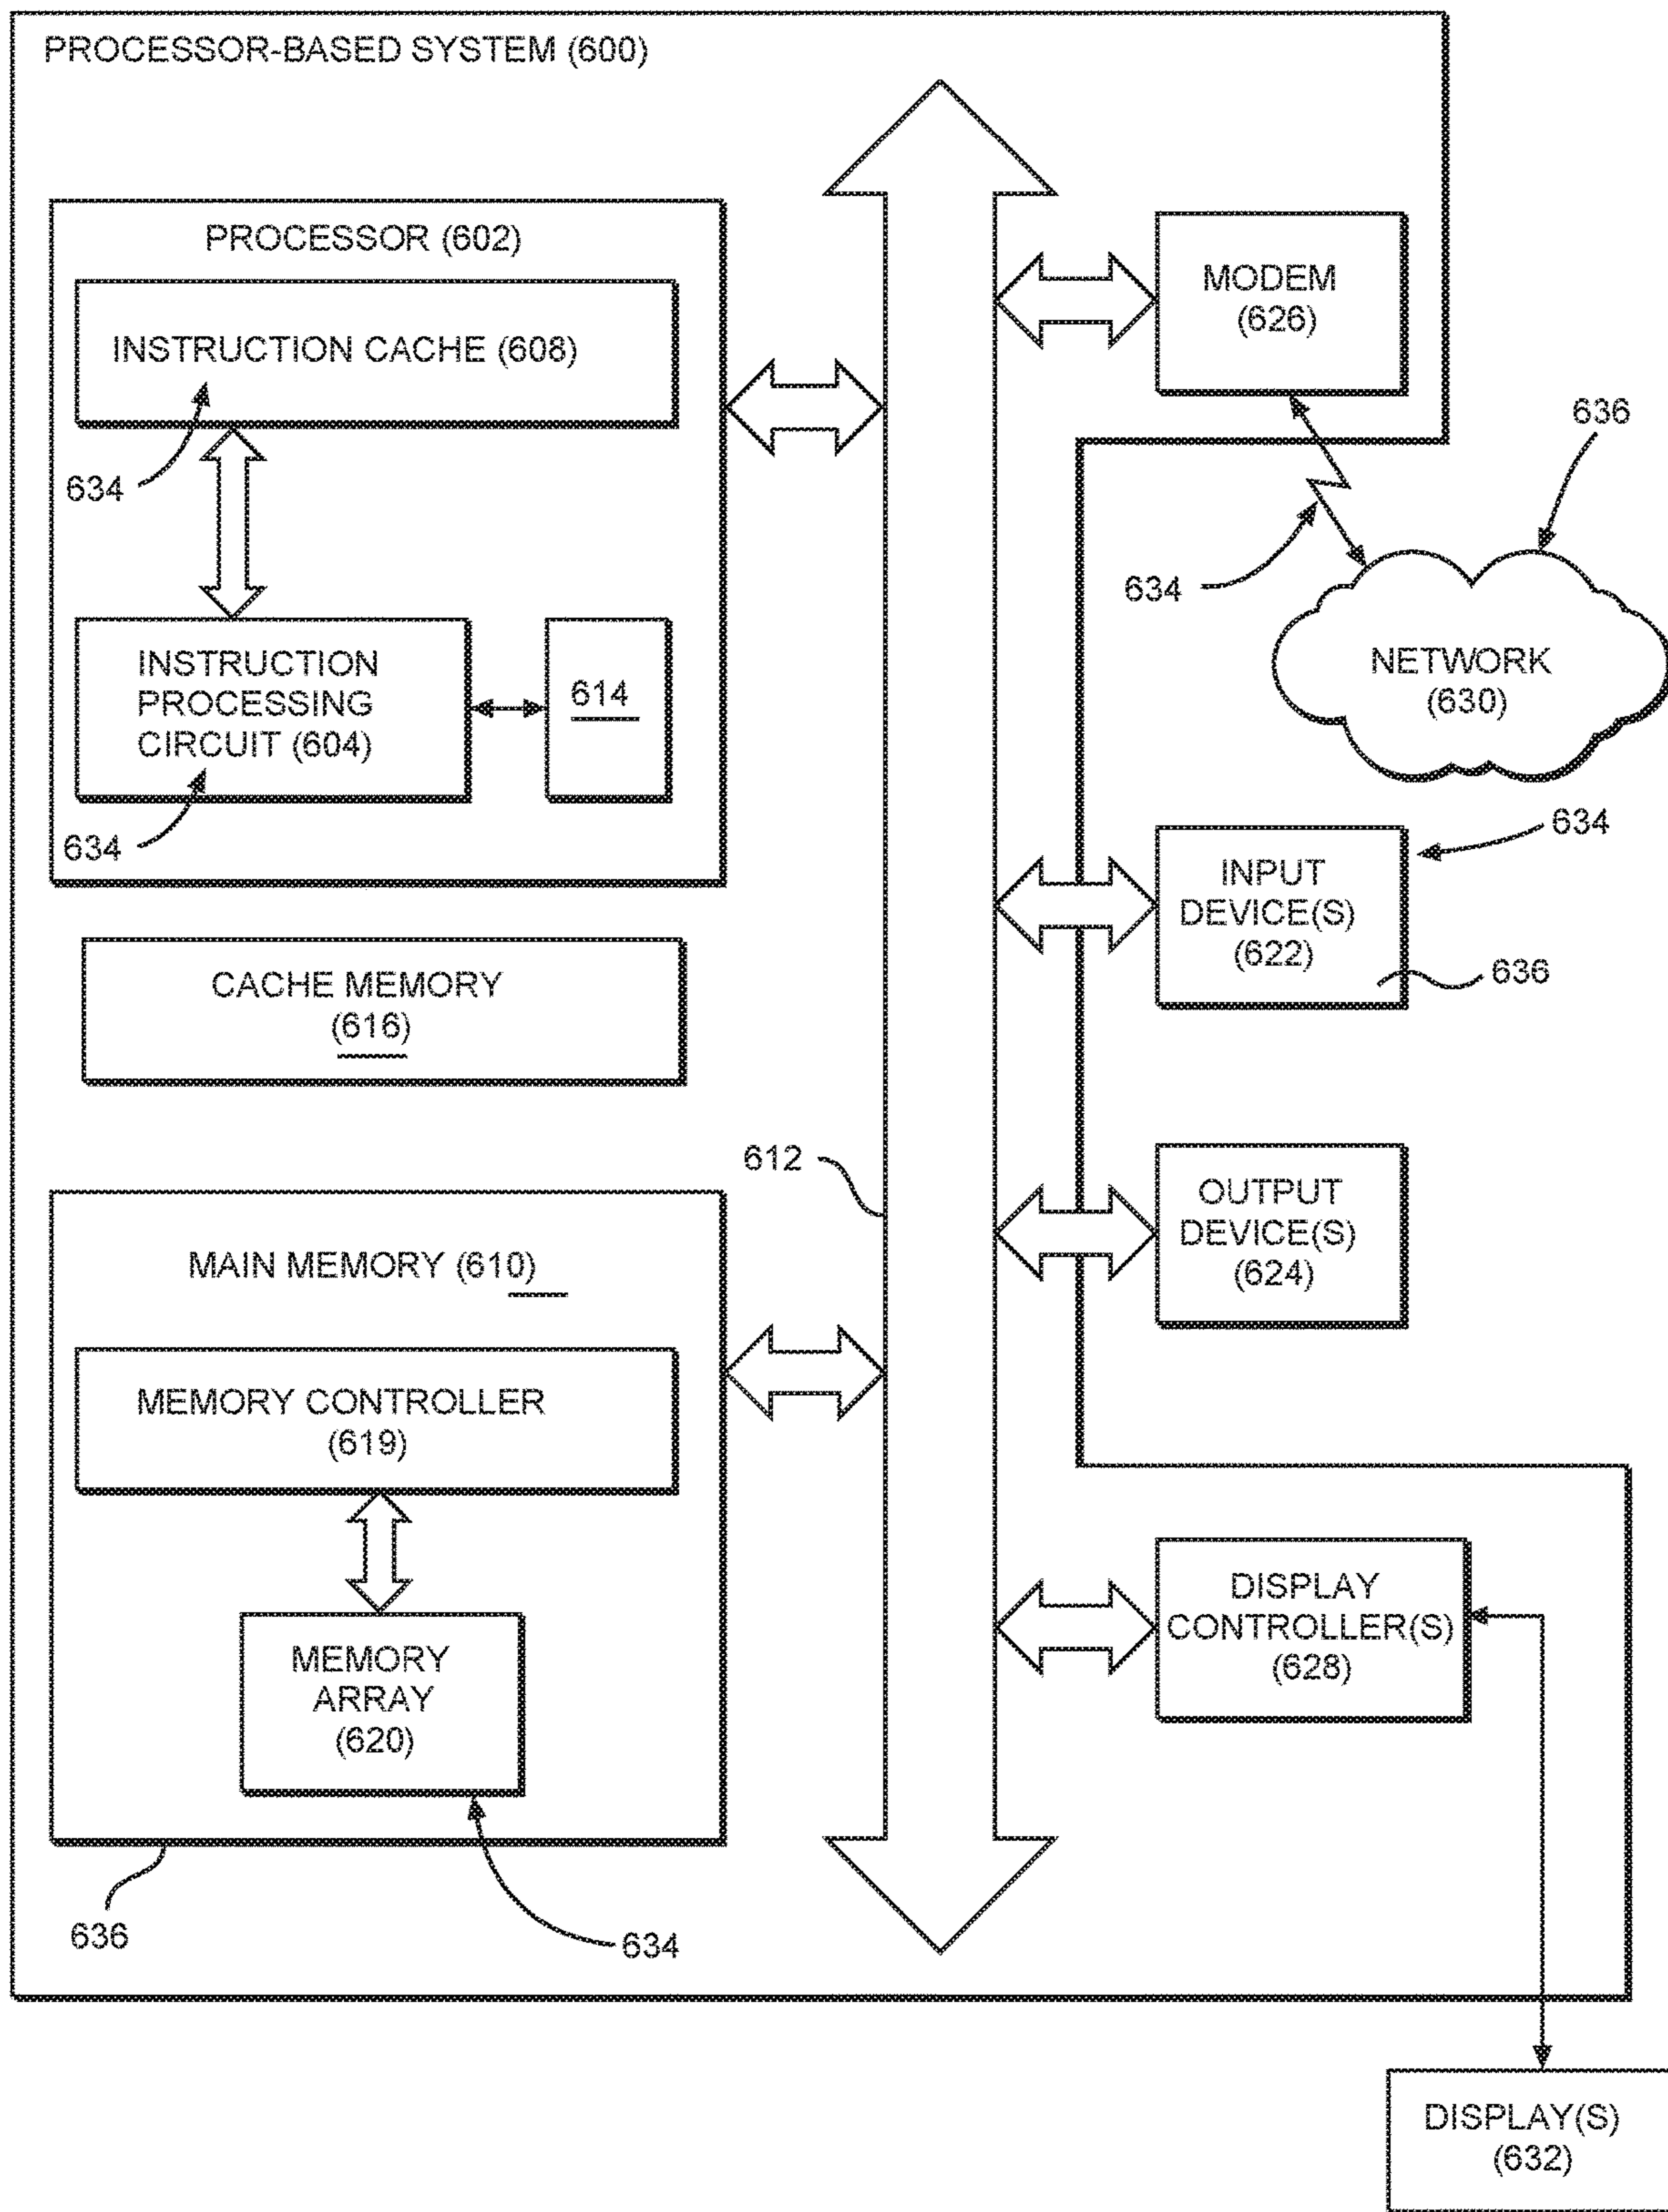 PROCESSOR-BASED SYSTEM (600)
PROCESSOR (602)
INSTRUCTION CACHE (608)
634
INSTRUCTION
PROCESSING
CIRCUIT (604)
614
634
CACHE MEMORY
(616)
612
MAIN MEMORY (610)
MEMORY CONTROLLER
(619)
MEMORY
ARRAY
(620)
636
634
MODEM
(626)
636
634
NETWORK
(630)
634
INPUT
DEVICE(S)
(622)
636
OUTPUT
DEVICE(S)
(624)
DISPLAY
CONTROLLER(S)
(628)
DISPLAY(S)
(632)